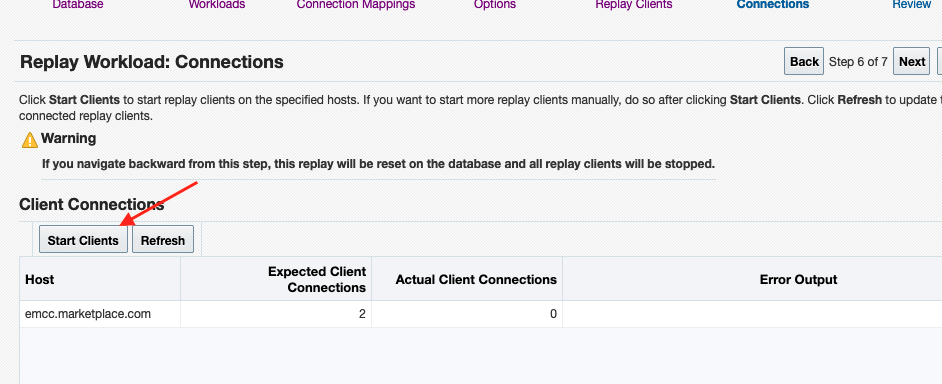 Database Workloads Connection Mappings Options Replay Clients Connections Review
Replay Workload: Connections
Back Step 6 of 7 Next
Click Start Clients to start replay clients on the specified hosts. If you want to start more replay clients manually, do so after clicking Start Clients. Click Refresh to update
connected replay clients.
Warning
If you navigate backward from this step, this replay will be reset on the database and all replay clients will be stopped.
Client Connections
Start Clients Refresh
Host Expected Client Connections Actual Client Connections Error Output
emcc.marketplace.com 2 0